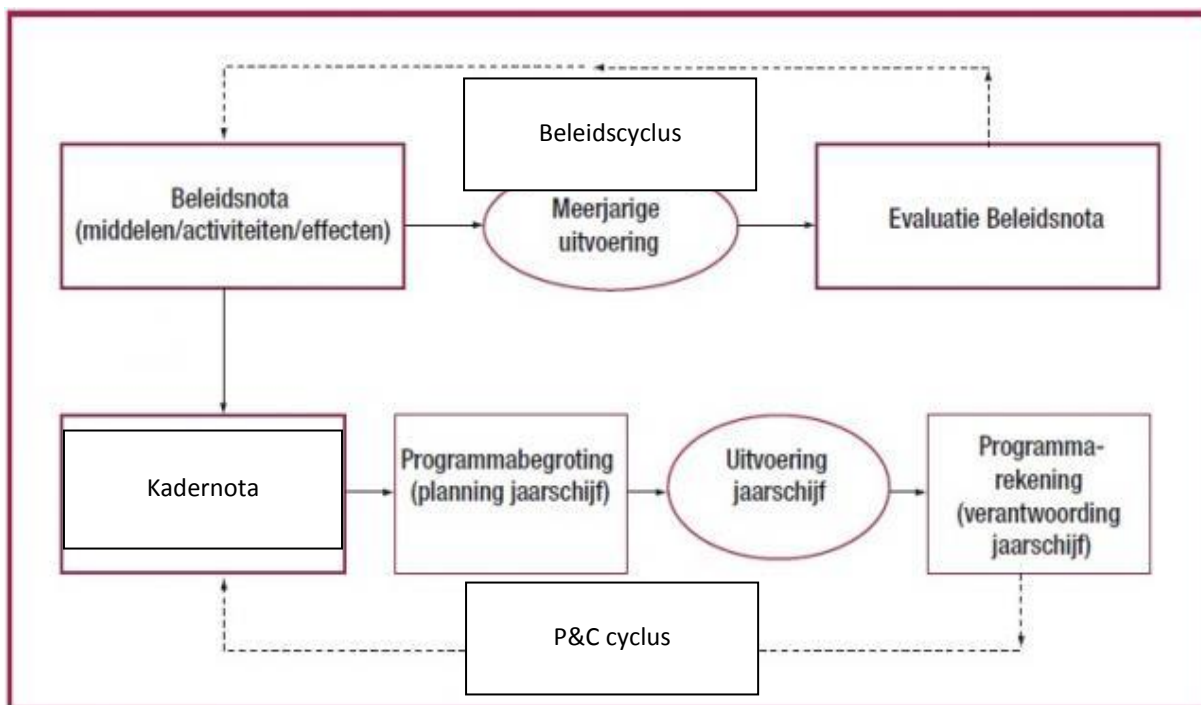 Beleidscyclus
Beleidsnota
(middelen/activiteiten/effecten)
Meerjarige
uitvoering
Evaluatie Beleidsnota
Kadernota
Programmabegroting
(planning jaarschijf)
Uitvoering
jaarschijf
Programma-
rekening
(verantwoording
jaarschijf)
P&C cyclus